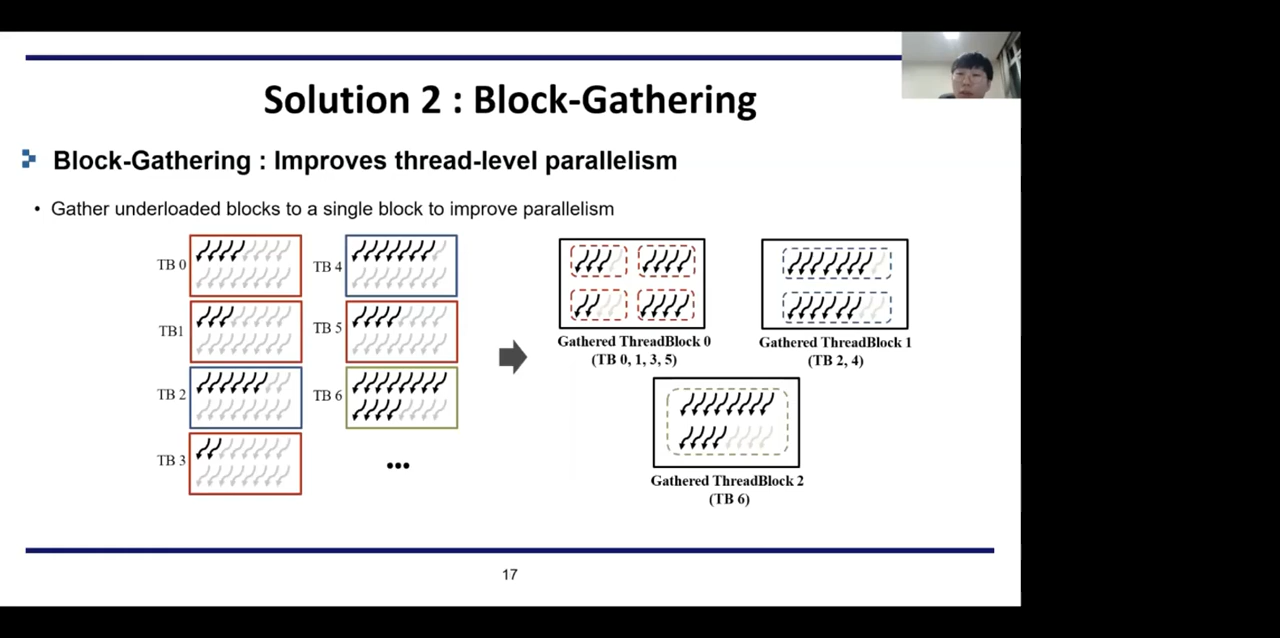 Solution 2 : Block-Gathering
Block-Gathering : Improves thread-level parallelism
• Gather underloaded blocks to a single block to improve parallelism
TB 0
TB1
TB 2
TB 3
TB 4
TB 5
TB 6
...
Gathered ThreadBlock 0
(TB 0, 1, 3, 5)
Gathered ThreadBlock 1
(TB 2, 4)
Gathered ThreadBlock 2
(TB 6)
17